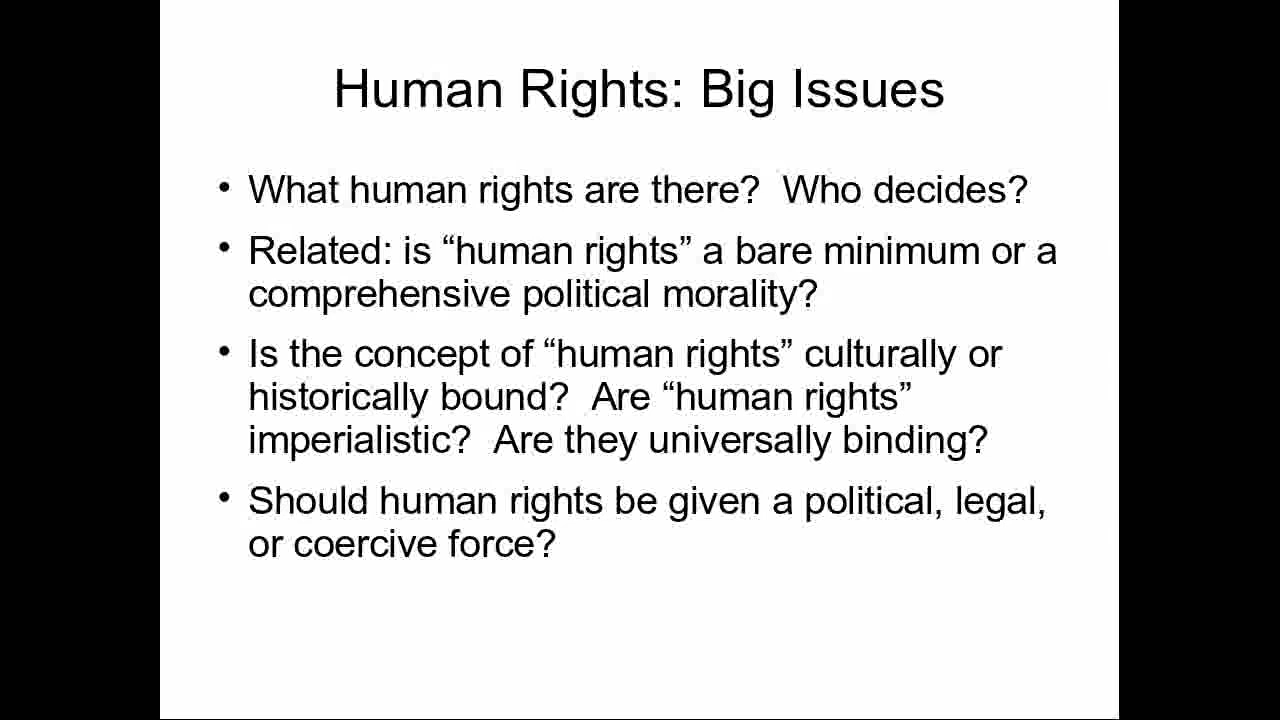 Human Rights: Big Issues
• What human rights are there?  Who decides?
• Related: is “human rights” a bare minimum or a
comprehensive political morality?
• Is the concept of “human rights” culturally or
historically bound?  Are “human rights”
imperialistic?  Are they universally binding?
• Should human rights be given a political, legal,
or coercive force?